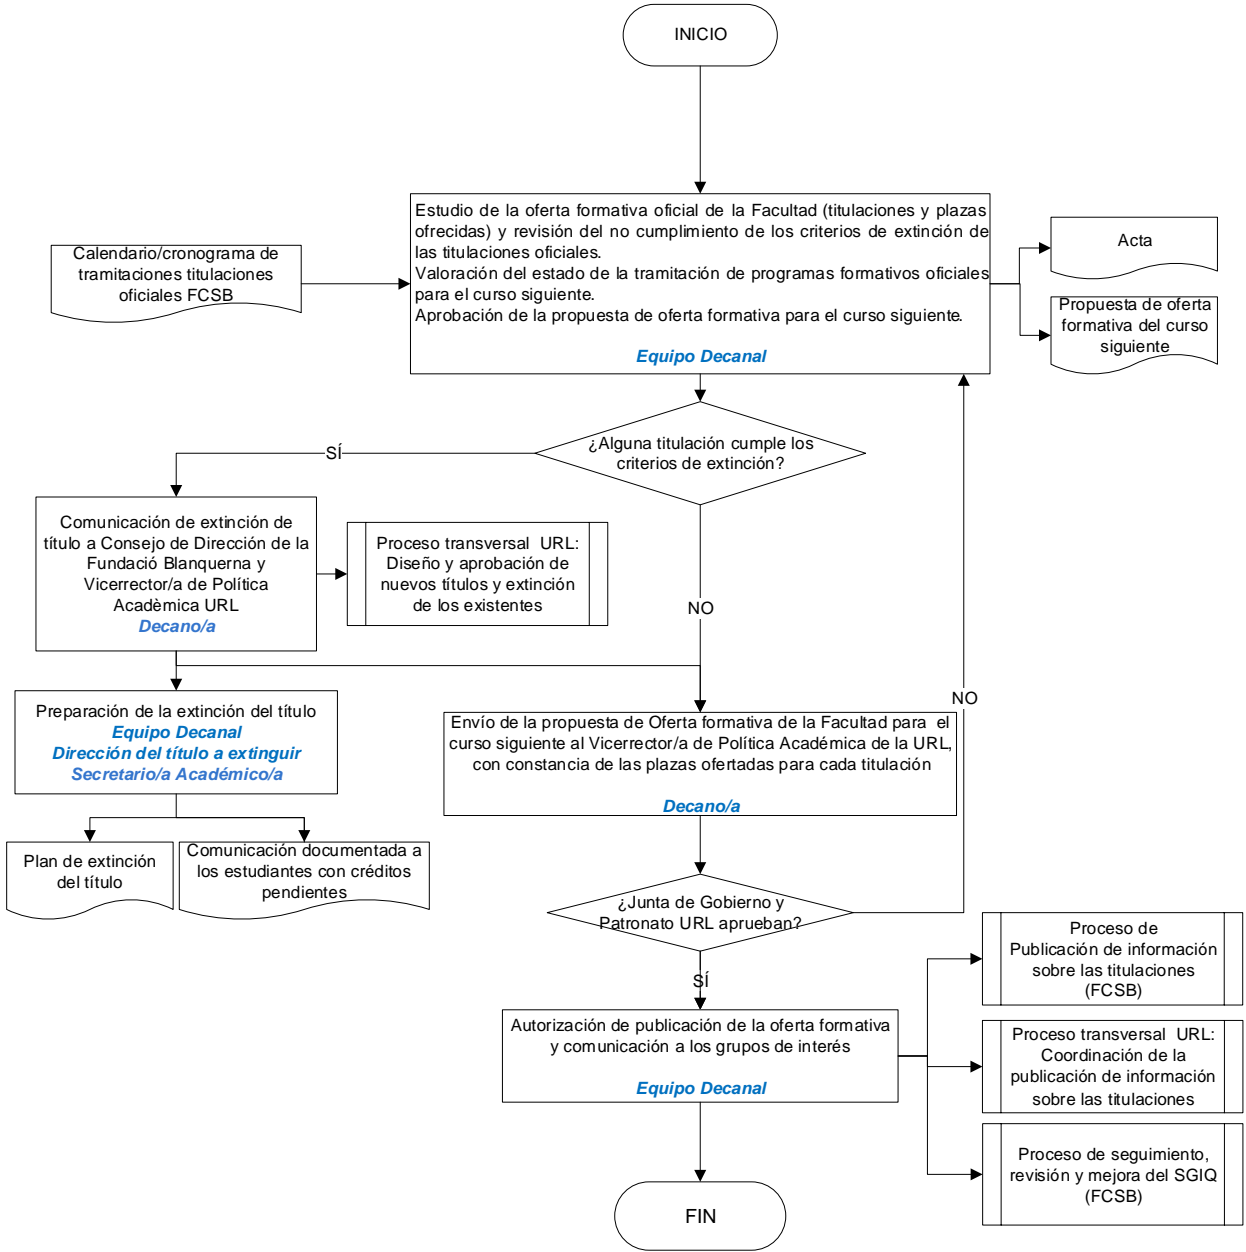 INICIO
Estudio de la oferta formativa oficial de la Facultad (titulaciones y plazas
ofrecidas) y revisión del no cumplimiento de los criterios de extinción de
las titulaciones oficiales.
Valoración del estado de la tramitación de programas formativos oficiales
para el curso siguiente.
Aprobación de la propuesta de oferta formativa para el curso siguiente.
Equipo Decanal
Calendario/cronograma de
tramitaciones titulaciones
oficiales FCSB
Acta
Propuesta de oferta
formativa del curso
siguiente
¿Alguna titulación cumple los
criterios de extinción?
SÍ
Comunicación de extinción de
título a Consejo de Dirección de la
Fundació Blanquerna y
Vicerrector/a de Política
Acadèmica URL
Decano/a
Proceso transversal URL:
Diseño y aprobación de
nuevos títulos y extinción
de los existentes
NO
Preparación de la extinción del título
Equipo Decanal
Dirección del título a extinguir
Secretario/a Académico/a
Envío de la propuesta de Oferta formativa de la Facultad para el
curso siguiente al Vicerrector/a de Política Académica de la URL,
con constancia de las plazas ofertadas para cada titulación
Decano/a
NO
Plan de extinción
del título
Comunicación documentada a
los estudiantes con créditos
pendientes
¿Junta de Gobierno y
Patronato URL aprueban?
SÍ
Autorización de publicación de la oferta formativa
y comunicación a los grupos de interés
Equipo Decanal
Proceso de
Publicación de información
sobre las titulaciones
(FCSB)
Proceso transversal URL:
Coordinación de la
publicación de información
sobre las titulaciones
Proceso de seguimiento,
revisión y mejora del SGIQ
(FCSB)
FIN